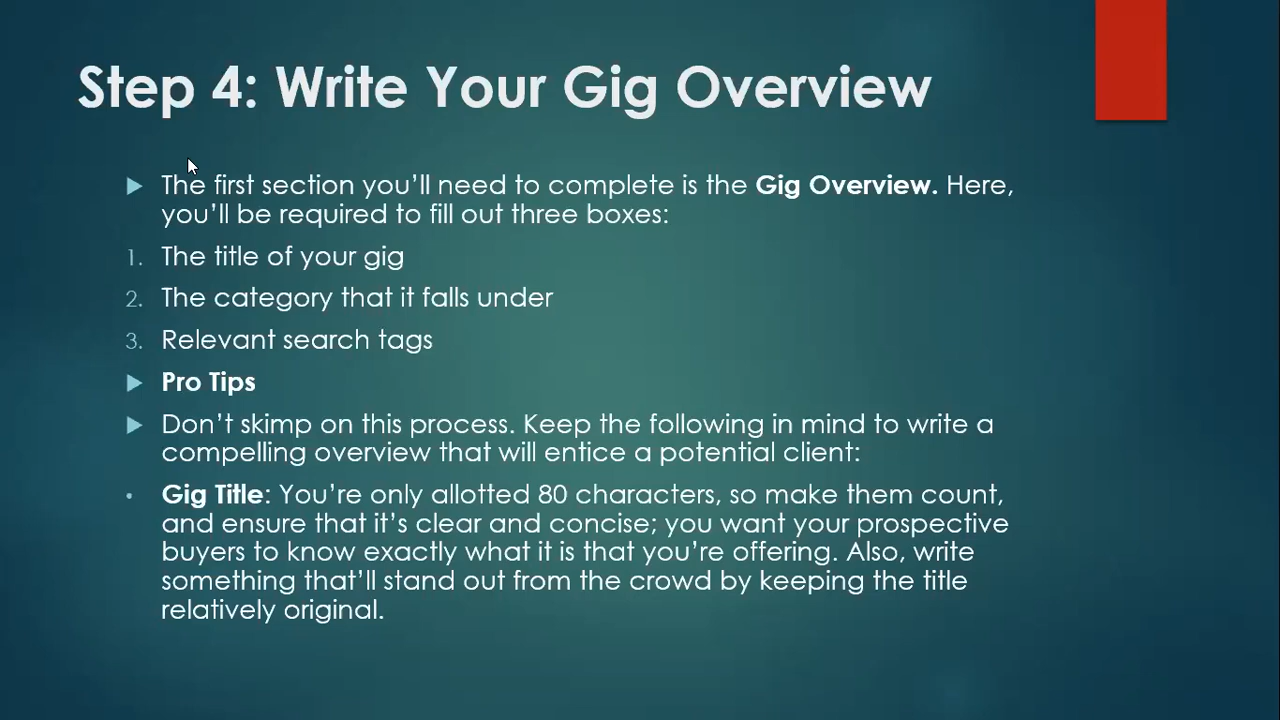 Step 4: Write Your Gig Overview
The first section you’ll need to complete is the Gig Overview. Here,
you’ll be required to fill out three boxes:
1. The title of your gig
2. The category that it falls under
3. Relevant search tags
Pro Tips
Don’t skimp on this process. Keep the following in mind to write a
compelling overview that will entice a potential client:
• Gig Title: You’re only allotted 80 characters, so make them count,
and ensure that it’s clear and concise; you want your prospective
buyers to know exactly what it is that you’re offering. Also, write
something that’ll stand out from the crowd by keeping the title
relatively original.